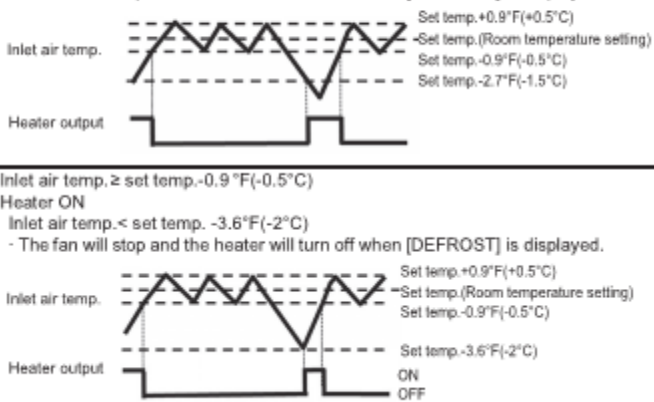 Set temp.+0.9°F(+0.5°C)
Set temp.(Room temperature setting)
Inlet air temp.
Set temp.-0.9°F(-0.5°C)
Set temp.-2.7°F(-1.5°C)
Heater output
Inlet air temp.≥ set temp.-0.9 °F(-0.5°C)
Heater ON
Inlet air temp.< set temp. -3.6°F(-2°C)
· The fan will stop and the heater will turn off when [DEFROST] is displayed.
Set temp.+0.9°F(+0.5°C)
Inlet air temp.
Set temp.(Room temperature setting)
Set temp.-0.9°F(-0.5°C)
Set temp.-3.6°F(-2°C)
Heater output
ON
OFF